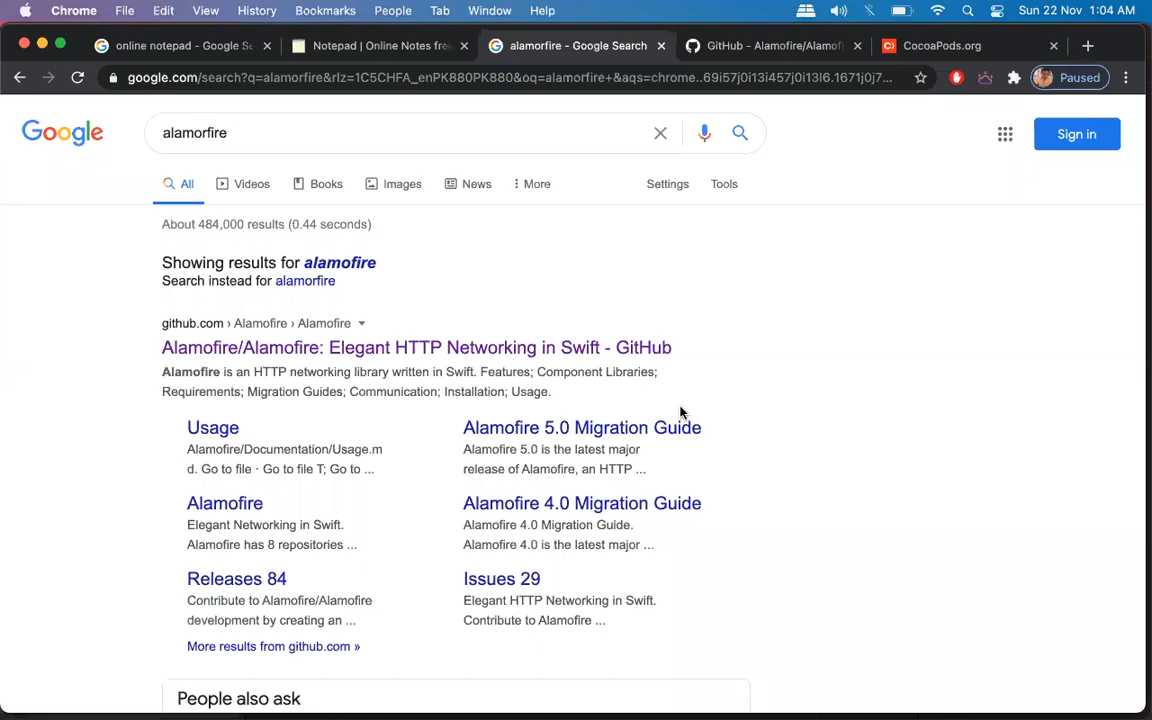 Chrome File Edit View History Bookmarks People Tab Window Help Sun 22 Nov 1:04 AM
online notepad - Google Se Notepad | Online Notes free alamorfire - Google Search GitHub - Alamofire/Alamofi CocoaPods.org
google.com/search?q=alamorfire&rlz=1C5CHFA_enPK880PK880&oq=alamorfire+&aqs=chrome..69i57j0i13i457j0i13l6.1671j0j7... Paused
Google alamorfire Sign in
All Videos Books Images News More Settings Tools
About 484,000 results (0.44 seconds)
Showing results for alamofire
Search instead for alamorfire
github.com › Alamofire › Alamofire
Alamofire/Alamofire: Elegant HTTP Networking in Swift - GitHub
Alamofire is an HTTP networking library written in Swift. Features; Component Libraries;
Requirements; Migration Guides; Communication; Installation; Usage.
Usage
Alamofire/Documentation/Usage.m
d. Go to file · Go to file T; Go to ...
Alamofire 5.0 Migration Guide
Alamofire 5.0 is the latest major
release of Alamofire, an HTTP ...
Alamofire
Elegant Networking in Swift.
Alamofire has 8 repositories ...
Alamofire 4.0 Migration Guide
Alamofire 4.0 Migration Guide.
Alamofire 4.0 is the latest major ...
Releases 84
Contribute to Alamofire/Alamofire
development by creating an ...
Issues 29
Elegant HTTP Networking in Swift.
Contribute to Alamofire ...
More results from github.com »
People also ask